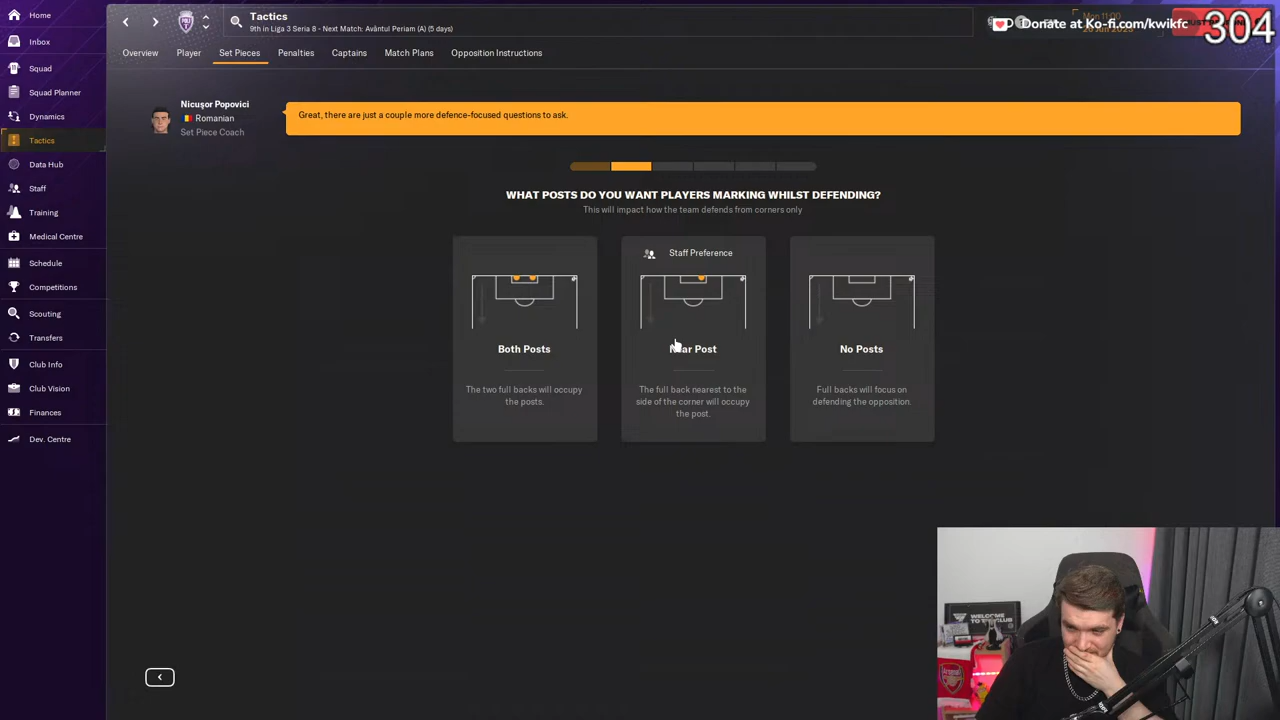 Home
Inbox
Squad
Squad Planner
Dynamics
Tactics
Data Hub
Staff
Training
Medical Centre
Schedule
Competitions
Scouting
Transfers
Club Info
Club Vision
Finances
Dev. Centre
Tactics
9th in Liga 3 Seria 8 - Next Match: Avântul Periam (A) (5 days)
Donate at Ko-fi.com/kwikfc
304
Overview
Player
Set Pieces
Penalties
Captains
Match Plans
Opposition Instructions
Nicușor Popovici
Romanian
Set Piece Coach
Great, there are just a couple more defence-focused questions to ask.
WHAT POSTS DO YOU WANT PLAYERS MARKING WHILST DEFENDING?
This will impact how the team defends from corners only
Both Posts
The two full backs will occupy
the posts.
Staff Preference
Near Post
The full back nearest to the
side of the corner will occupy
the post.
No Posts
Full backs will focus on
defending the opposition.
WELCOME